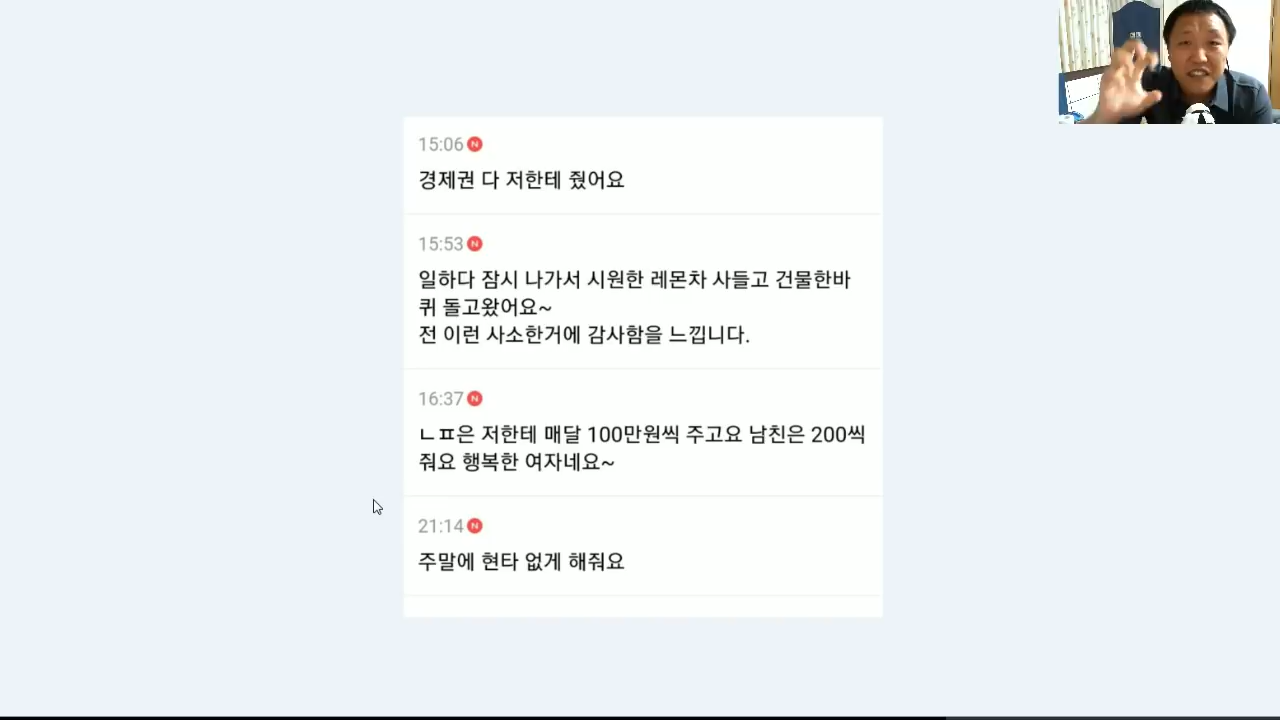 15:06 N
경제권 다 저한테 줬어요
15:53 N
일하다 잠시 나가서 시원한 레몬차 사들고 건물한바
퀴 돌고왔어요~
전 이런 사소한거에 감사함을 느낍니다.
16:37 N
ㄴㅍ은 저한테 매달 100만원씩 주고요 남친은 200씩
줘요 행복한 여자네요~
21:14 N
주말에 현타 없게 해줘요